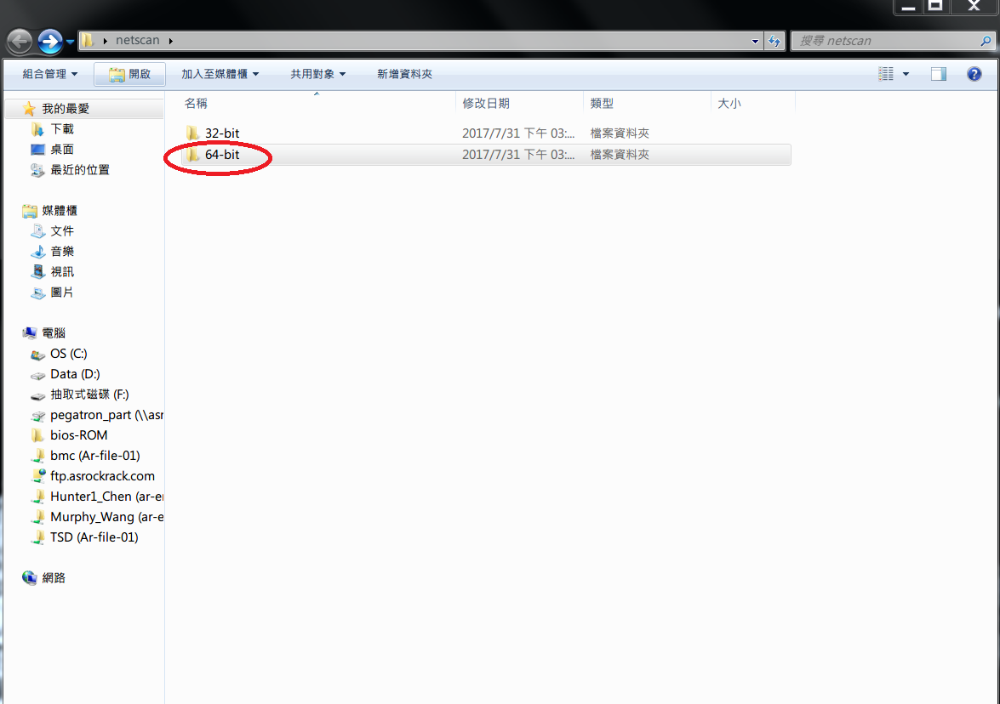 netscan
搜尋 netscan
組合管理 開啟 加入至媒體櫃 共用對象 新增資料夾
名稱 修改日期 類型 大小
我的最愛
下載
桌面
最近的位置
媒體櫃
文件
音樂
視訊
圖片
電腦
OS (C:)
Data (D:)
抽取式磁碟 (F:)
pegatron_part (\\asr
bios-ROM
bmc (Ar-file-01)
ftp.asrockrack.com
Hunter1_Chen (ar-er
Murphy_Wang (ar-e
TSD (Ar-file-01)
網路
32-bit 2017/7/31 下午 03:... 檔案資料夾
64-bit 2017/7/31 下午 03:... 檔案資料夾